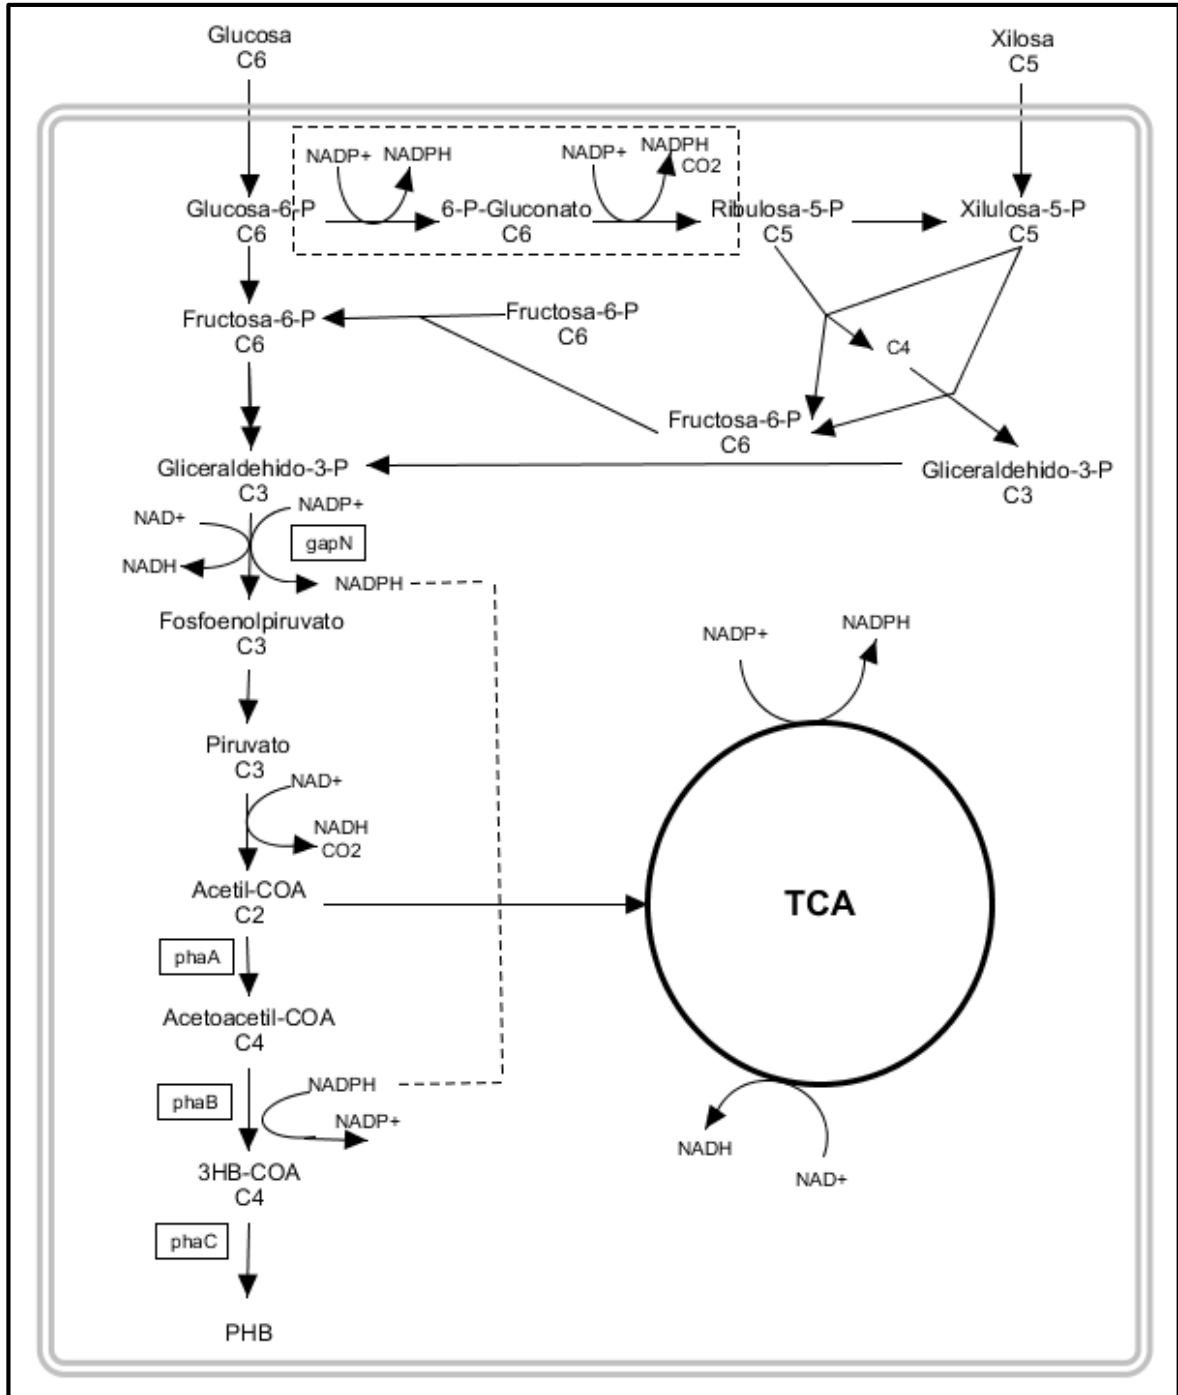 Glucosa
C6
Xilosa
C5
NADP+
NADPH
NADP+
NADPH
CO2
Glucosa-6-P
C6
6-P-Gluconato
C6
Ribulosa-5-P
C5
Xilulosa-5-P
C5
Fructosa-6-P
C6
Fructosa-6-P
C6
C4
Fructosa-6-P
C6
Gliceraldehido-3-P
C3
Gliceraldehido-3-P
C3
NAD+
NADP+
gapN
NADH
NADPH
Fosfoenolpiruvato
C3
NADP+
NADPH
Piruvato
C3
NAD+
NADH
CO2
Acetil-COA
C2
TCA
phaA
Acetoacetil-COA
C4
NADPH
phaB
NADP+
NADH
NAD+
3HB-COA
C4
phaC
PHB